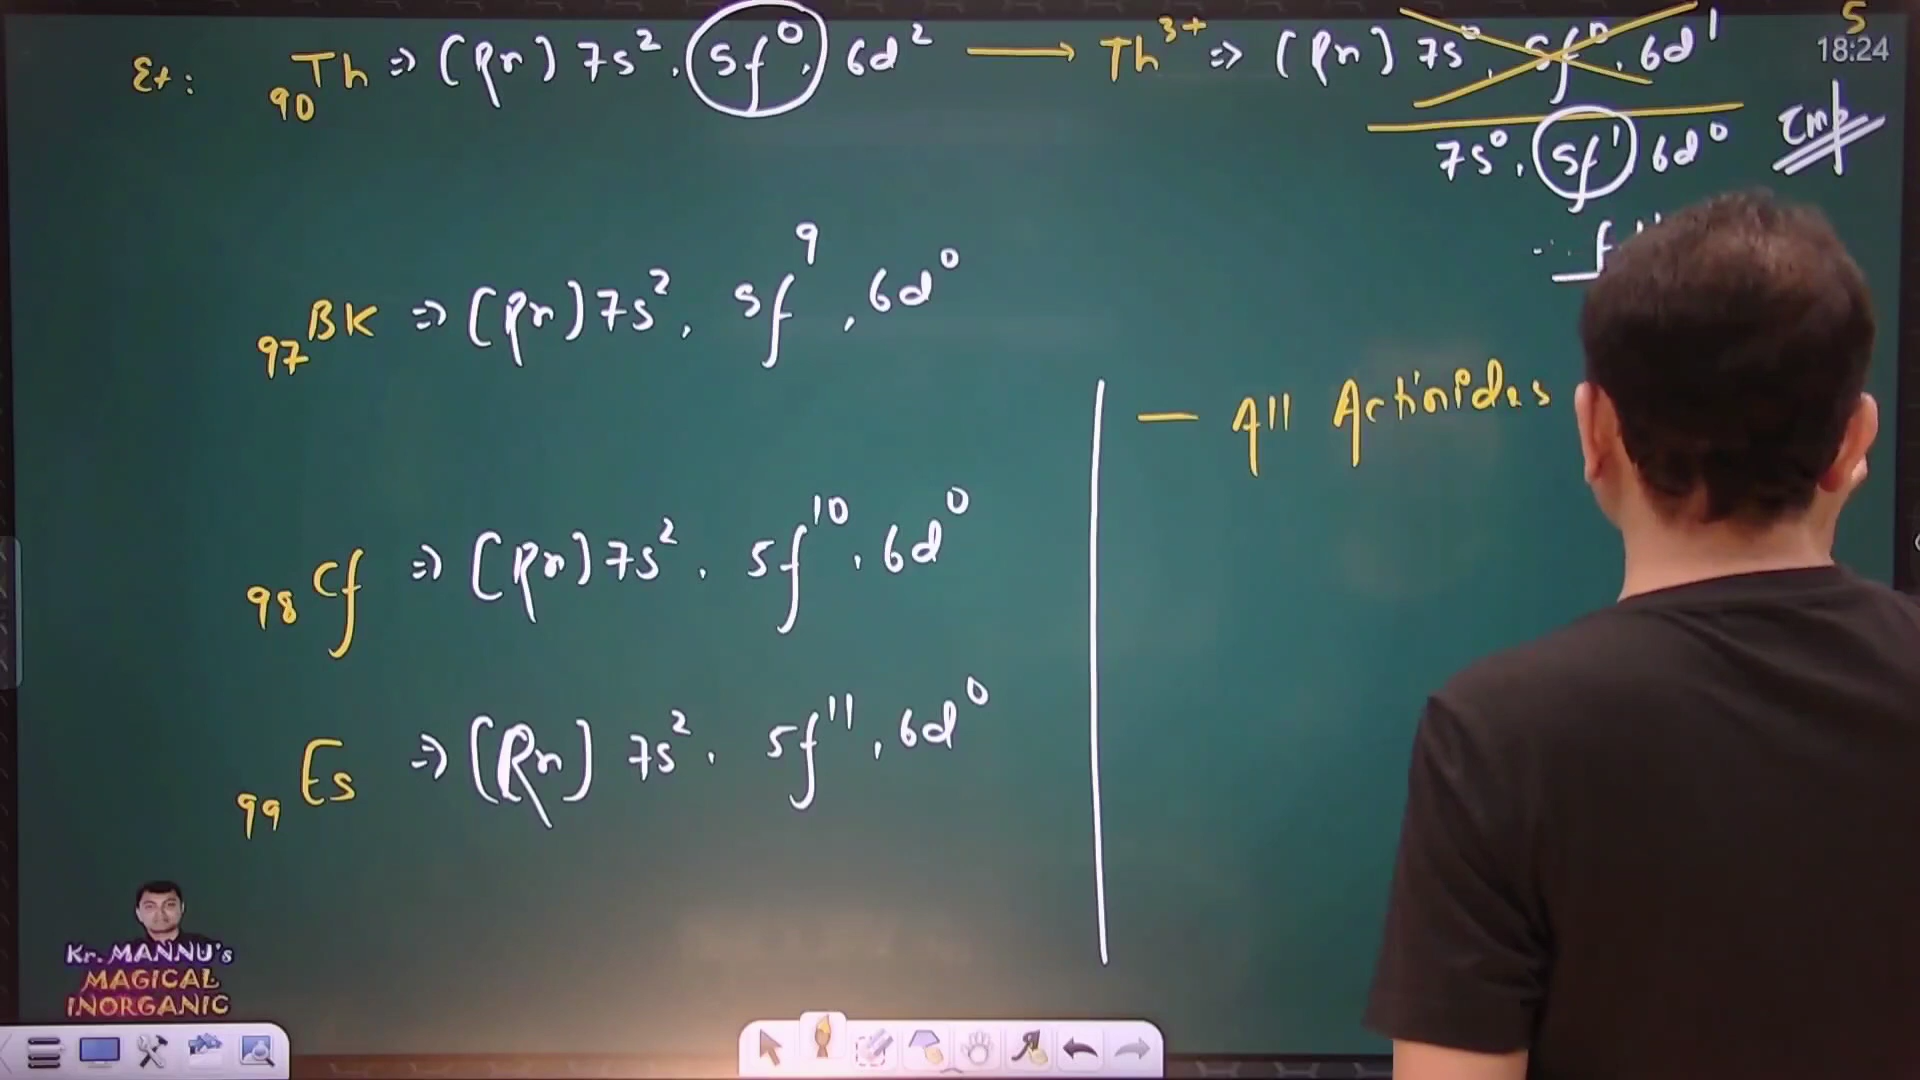 Ex: ₉₀Th ⇒ (Rn) 7s². 5f⁰. 6d² → Th³⁺ ⇒ (Rn) 7s⁰. 5f⁰. 6d¹
5
18:24
7s⁰. 5f¹ 6d⁰
Imp
₉₇BK ⇒ (Rn) 7s², 5f⁹, 6d⁰
— All Actinides
₉₈Cf ⇒ (Rn) 7s². 5f¹⁰. 6d⁰
₉₉Es ⇒ (Rn) 7s². 5f¹¹, 6d⁰
Kr. MANNU's
MAGICAL
INORGANIC